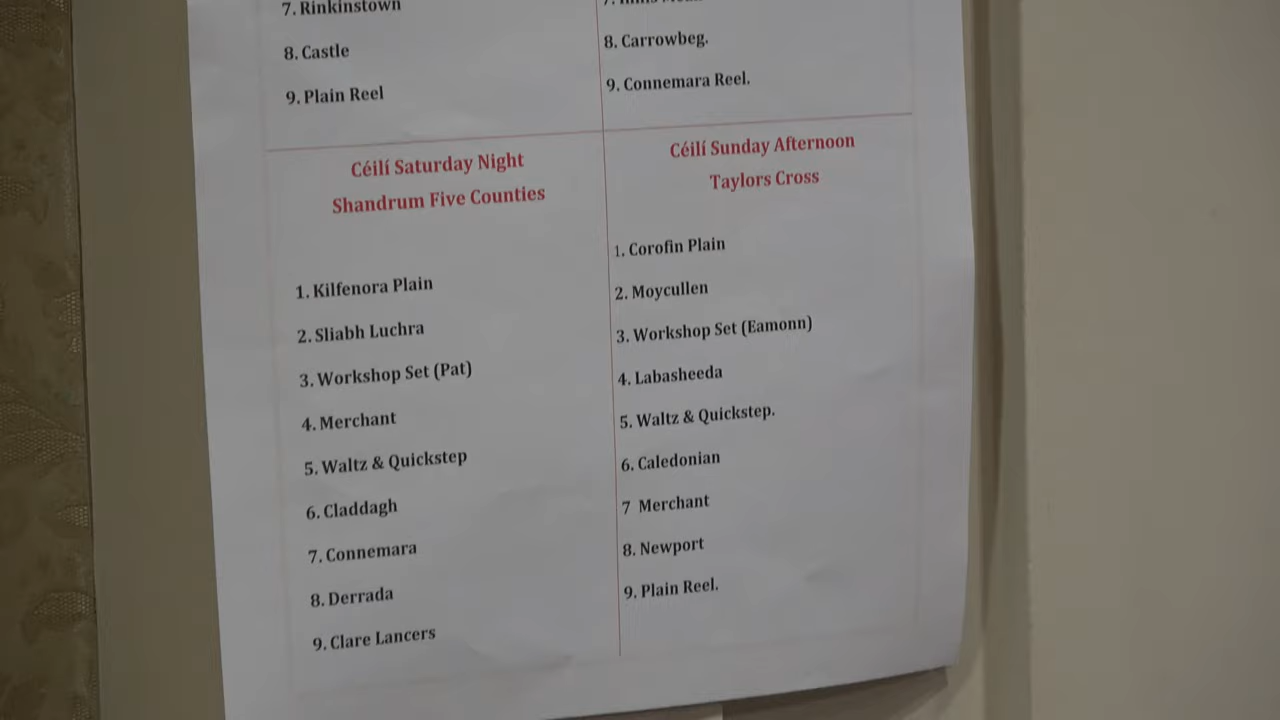 7. Rinkinstown
8. Castle
9. Plain Reel
8. Carrowbeg.
9. Connemara Reel.
Céilí Saturday Night
Shandrum Five Counties
1. Kilfenora Plain
2. Sliabh Luchra
3. Workshop Set (Pat)
4. Merchant
5. Waltz & Quickstep
6. Claddagh
7. Connemara
8. Derrada
9. Clare Lancers
Céilí Sunday Afternoon
Taylors Cross
1. Corofin Plain
2. Moycullen
3. Workshop Set (Eamonn)
4. Labasheeda
5. Waltz & Quickstep.
6. Caledonian
7 Merchant
8. Newport
9. Plain Reel.